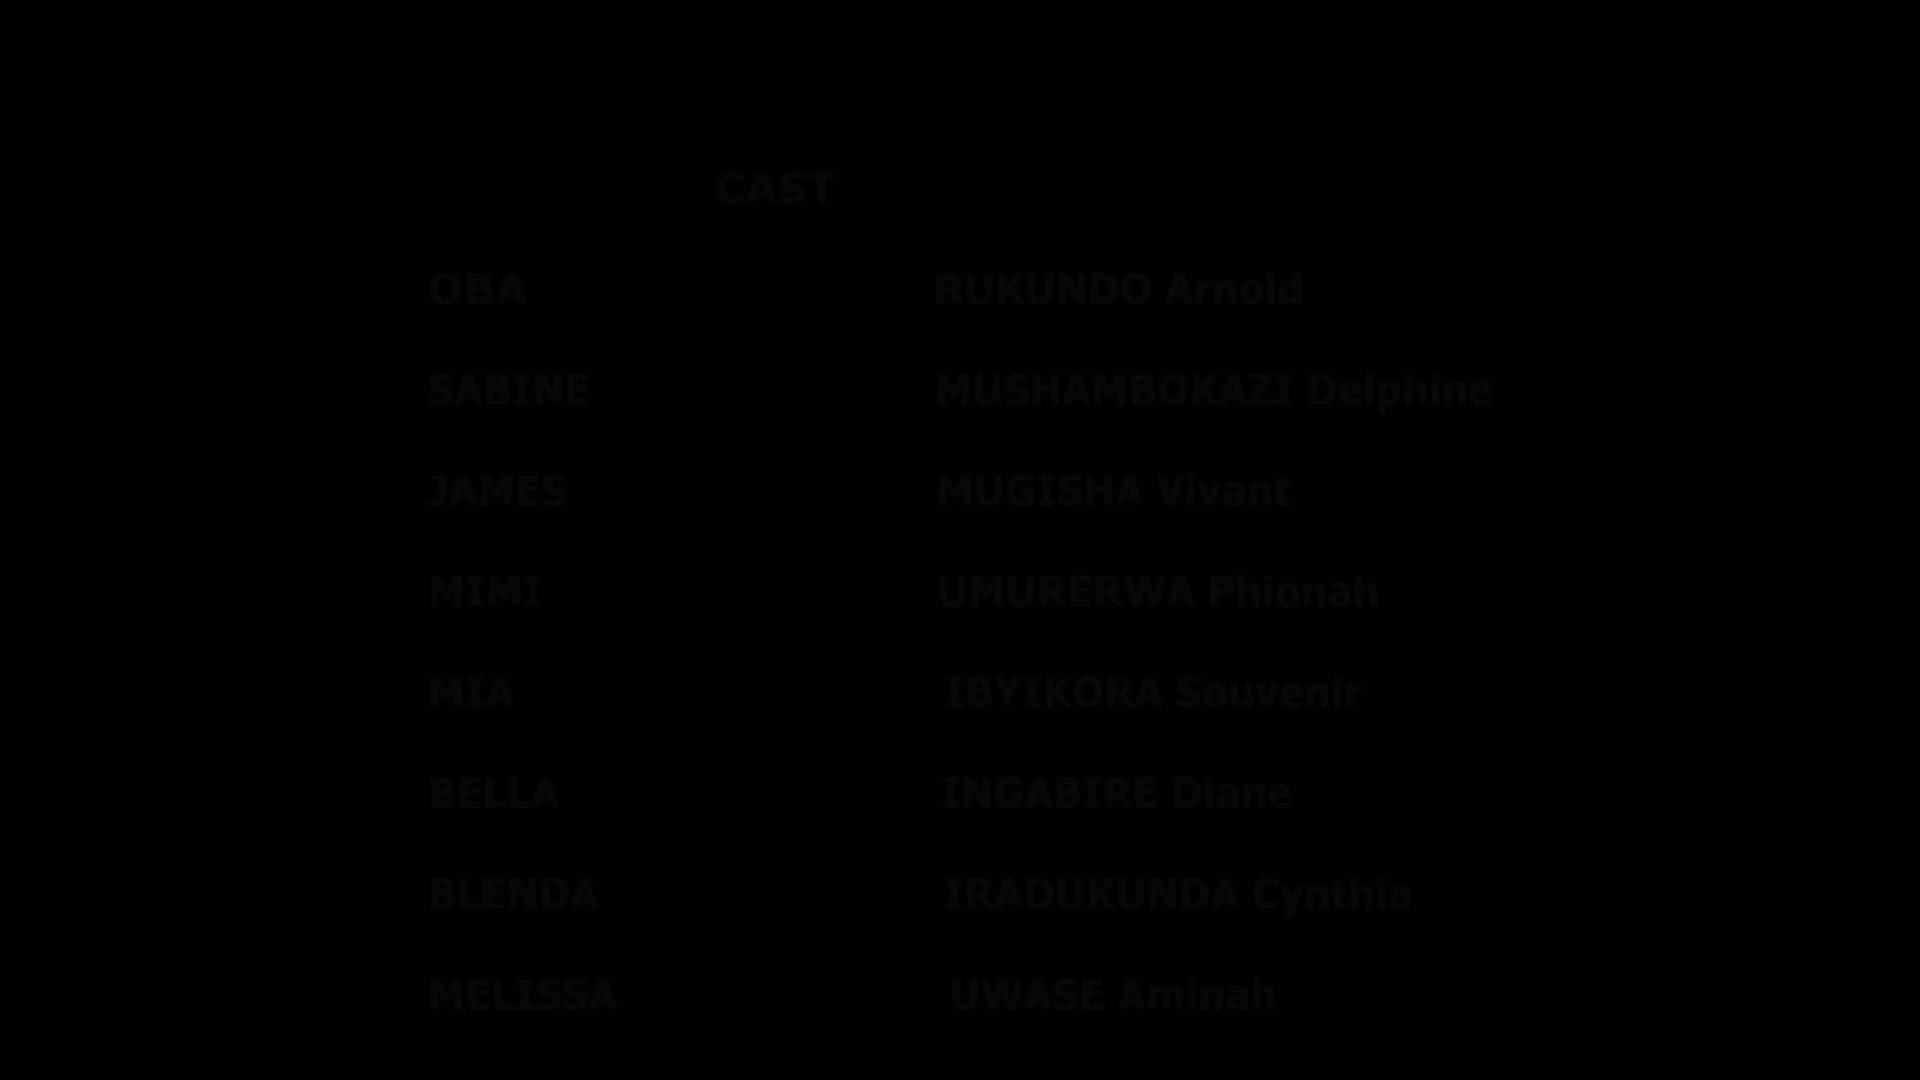 CAST
OBA RUKUNDO Arnold
SABINE MUSHAMBOKAZI Delphine
JAMES MUGISHA Vivant
MIMI UMURERWA Phionah
MIA IBYIKORA Souvenir
BELLA INGABIRE Diane
BLENDA IRADUKUNDA Cynthia
MELISSA UWASE Aminah